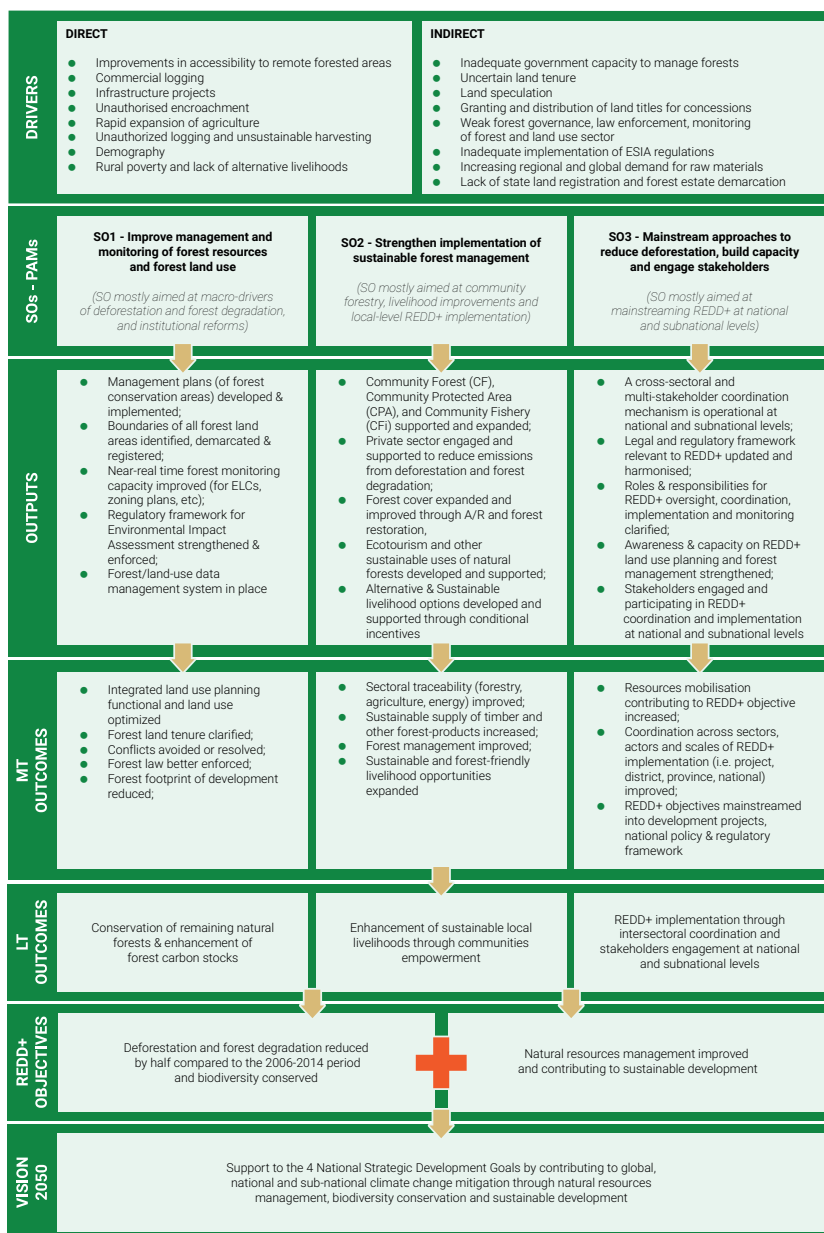 DRIVERS
DIRECT
● Improvements in accessibility to remote forested areas
● Commercial logging
● Infrastructure projects
● Unauthorised encroachment
● Rapid expansion of agriculture
● Unauthorized logging and unsustainable harvesting
● Demography
● Rural poverty and lack of alternative livelihoods
INDIRECT
● Inadequate government capacity to manage forests
● Uncertain land tenure
● Land speculation
● Granting and distribution of land titles for concessions
● Weak forest governance, law enforcement, monitoring
of forest and land use sector
● Inadequate implementation of ESIA regulations
● Increasing regional and global demand for raw materials
● Lack of state land registration and forest estate demarcation
SOs - PAMs
SO1 - Improve management and
monitoring of forest resources
and forest land use
(SO mostly aimed at macro-drivers
of deforestation and forest degradation,
and institutional reforms)
SO2 - Strengthen implementation of
sustainable forest management
(SO mostly aimed at community
forestry, livelihood improvements and
local-level REDD+ implementation)
SO3 - Mainstream approaches to
reduce deforestation, build capacity
and engage stakeholders
(SO mostly aimed at
mainstreaming REDD+ at national
and subnational levels)
OUTPUTS
● Management plans (of forest
conservation areas) developed &
implemented;
● Boundaries of all forest land
areas identified, demarcated &
registered;
● Near-real time forest monitoring
capacity improved (for ELCs,
zoning plans, etc);
● Regulatory framework for
Environmental Impact
Assessment strengthened &
enforced;
● Forest/land-use data
management system in place
● Community Forest (CF),
Community Protected Area
(CPA), and Community Fishery
(CFi) supported and expanded;
● Private sector engaged and
supported to reduce emissions
from deforestation and forest
degradation;
● Forest cover expanded and
improved through A/R and forest
restoration,
● Ecotourism and other
sustainable uses of natural
forests developed and supported;
● Alternative & Sustainable
livelihood options developed and
supported through conditional
incentives
● A cross-sectoral and
multi-stakeholder coordination
mechanism is operational at
national and subnational levels;
● Legal and regulatory framework
relevant to REDD+ updated and
harmonised;
● Roles & responsibilities for
REDD+ oversight, coordination,
implementation and monitoring
clarified;
● Awareness & capacity on REDD+
land use planning and forest
management strengthened;
● Stakeholders engaged and
participating in REDD+
coordination and implementation
at national and subnational levels
MT
OUTCOMES
● Integrated land use planning
functional and land use
optimized
● Forest land tenure clarified;
● Conflicts avoided or resolved;
● Forest law better enforced;
● Forest footprint of development
reduced;
● Sectoral traceability (forestry,
agriculture, energy) improved;
● Sustainable supply of timber and
other forest-products increased;
● Forest management improved;
● Sustainable and forest-friendly
livelihood opportunities
expanded
● Resources mobilisation
contributing to REDD+ objective
increased;
● Coordination across sectors,
actors and scales of REDD+
implementation (i.e. project,
district, province, national)
improved;
● REDD+ objectives mainstreamed
into development projects,
national policy & regulatory
framework
LT
OUTCOMES
Conservation of remaining natural
forests & enhancement of
forest carbon stocks
Enhancement of sustainable local
livelihoods through communities
empowerment
REDD+ implementation through
intersectoral coordination and
stakeholders engagement at national
and subnational levels
REDD+
OBJECTIVES
Deforestation and forest degradation reduced
by half compared to the 2006-2014 period
and biodiversity conserved
Natural resources management improved
and contributing to sustainable development
VISION
2050
Support to the 4 National Strategic Development Goals by contributing to global,
national and sub-national climate change mitigation through natural resources
management, biodiversity conservation and sustainable development